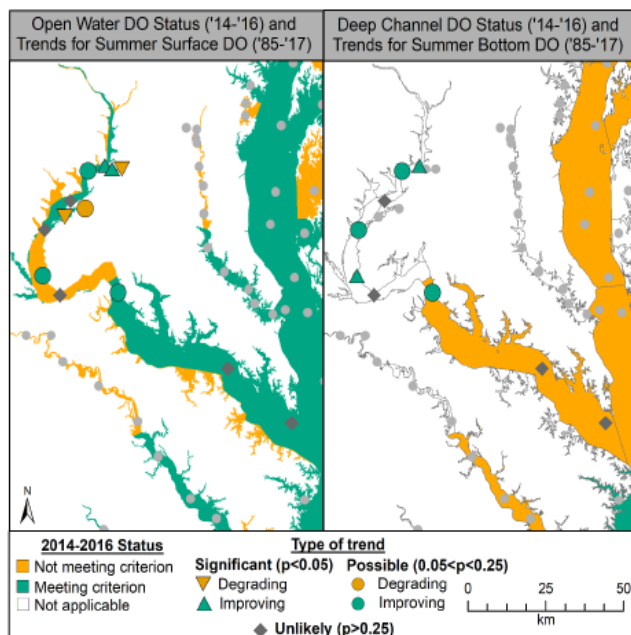 Open Water DO Status ('14-'16) and
Trends for Summer Surface DO ('85-'17)
Deep Channel DO Status ('14-'16) and
Trends for Summer Bottom DO ('85-'17)
N
2014-2016 Status
Not meeting criterion
Meeting criterion
Not applicable
Type of trend
Significant (p<0.05)
Degrading
Improving
Possible (0.05<p<0.25)
Degrading
Improving
Unlikely (p>0.25)
0 25 50
km